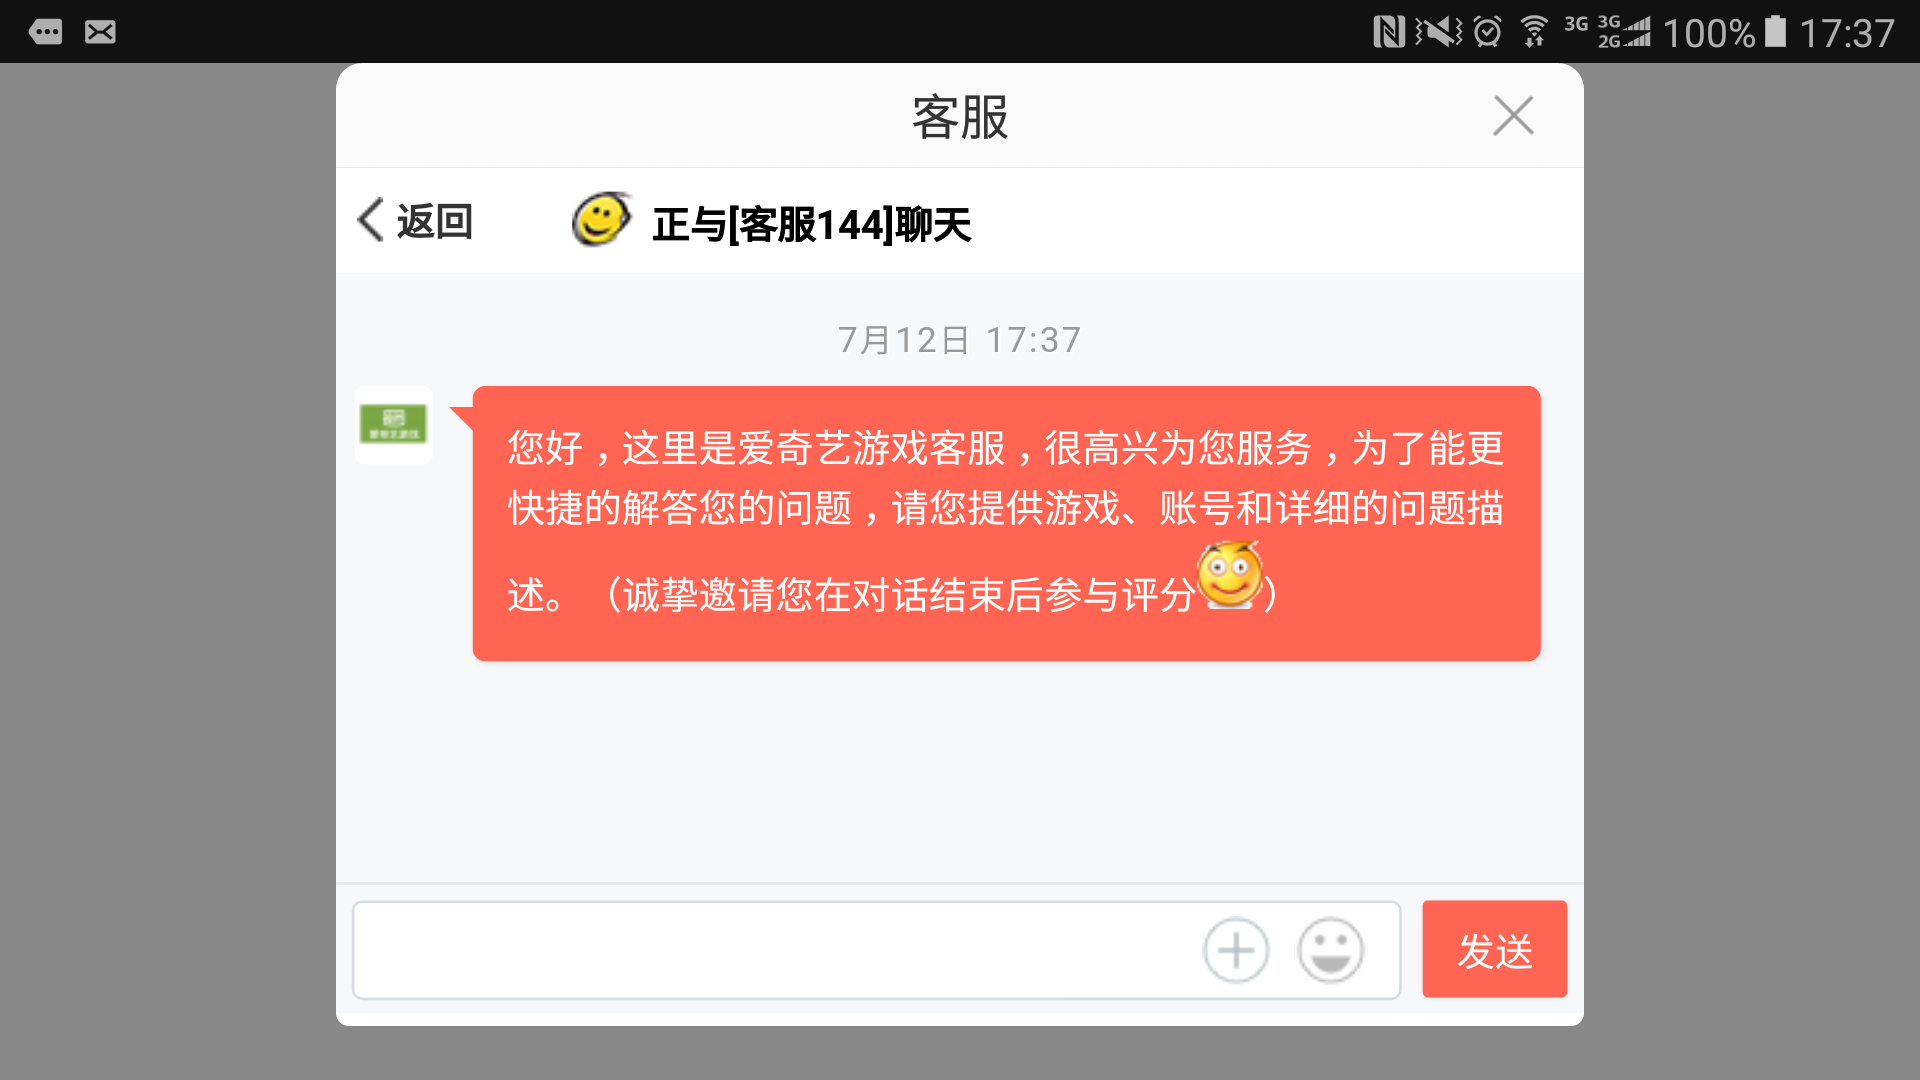 3G 3G 2G 100% 17:37
客服
返回 正与[客服144]聊天
7月12日 17:37
您好，这里是爱奇艺游戏客服，很高兴为您服务，为了能更
快捷的解答您的问题，请您提供游戏、账号和详细的问题描
述。（诚挚邀请您在对话结束后参与评分）
发送